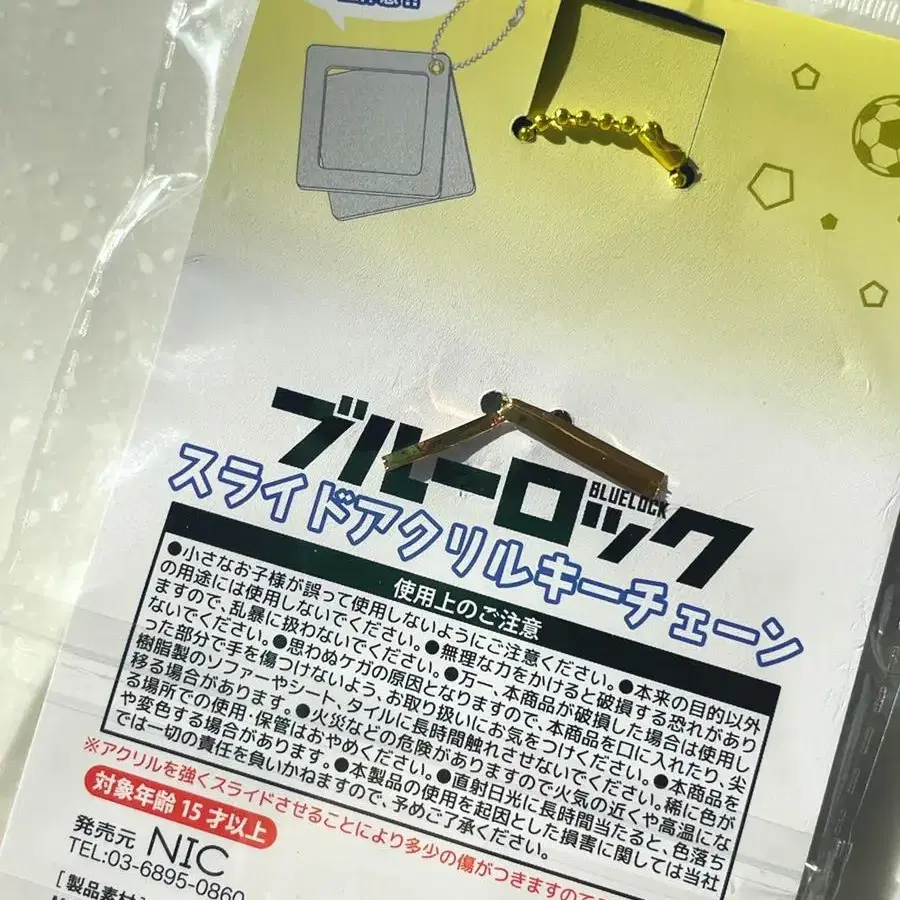 ブルーロック
BLUELOCK
スライドアクリルキーチェーン
使用上のご注意
●小さなお子様が誤って使用しないようにご注意ください。●本来の目的以外
の用途には使用しないでください。●無理な力をかけると破損する恐れがあり
ますので、乱暴に扱わないでください。●万一、本商品が破損した場合は使用し
ないでください。●思わぬケガの原因となりますので、本商品を口に入れたり、尖
った部分で手を傷つけないよう、お取り扱いにお気をつけください。●本商品を
樹脂製のソファーやシート、タイルに長時間触れさせないでください。稀に色が
移る場合があります。●火災などの危険がありますので火気の近くや高温にな
る場所での使用・保管はおやめください。●直射日光に長時間当たると、色落ち
や変色する場合があります。●本製品の使用を起因とした損害に関しては当社
では一切の責任を負いかねますので、予めご了承ください。
※アクリルを強くスライドさせることにより多少の傷がつきますので
対象年齢 15才以上
発売元 NIC
TEL:03-6895-0860
[製品素材]